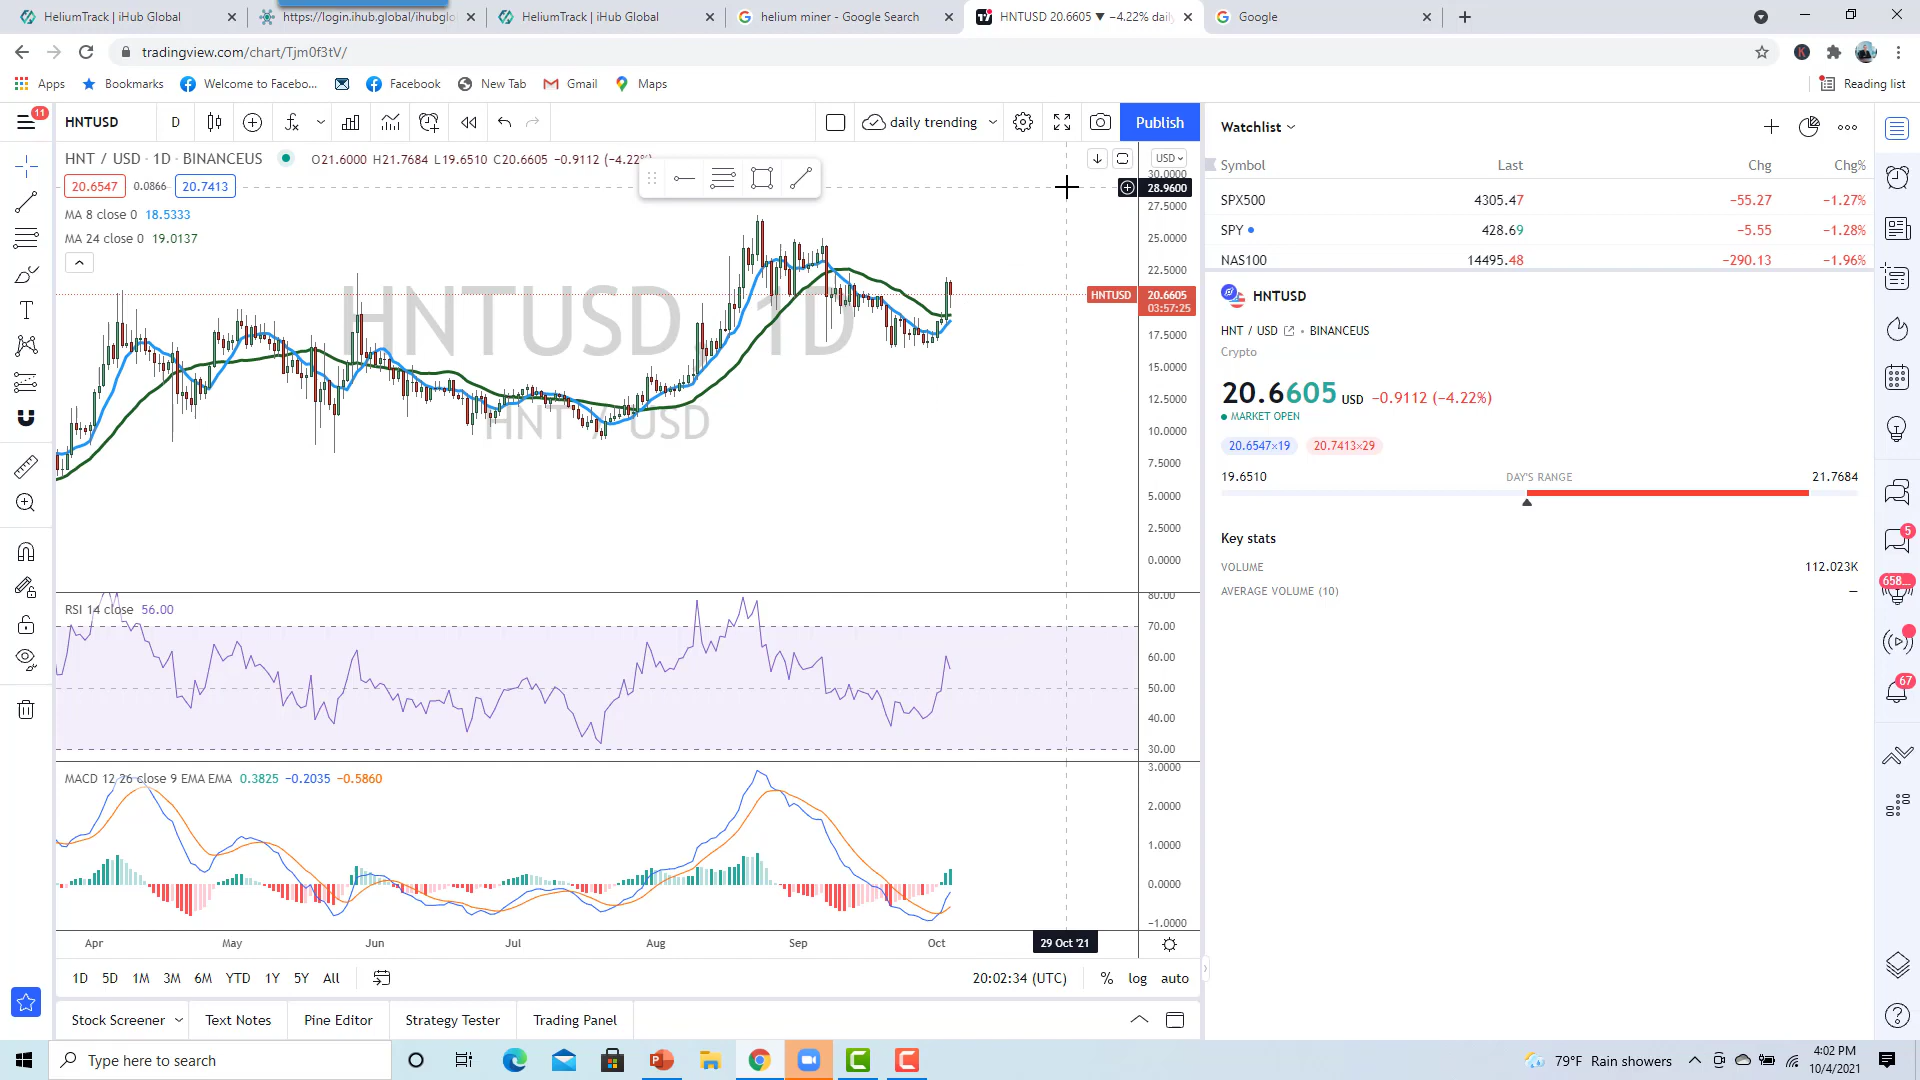 HeliumTrack | iHub Global
https://login.ihub.global/ihubglo
HeliumTrack | iHub Global
helium miner - Google Search
HNTUSD 20.6605 ▼ −4.22% daily
Google
tradingview.com/chart/Tjm0f3tV/
Apps
Bookmarks
Welcome to Facebo...
Facebook
New Tab
Gmail
Maps
Reading list
11
HNTUSD
D
daily trending
Publish
HNT / USD · 1D · BINANCEUS
O21.6000 H21.7684 L19.6510 C20.6605 −0.9112 (−4.22%)
20.6547
0.0866
20.7413
MA 8 close 0 18.5333
MA 24 close 0 19.0137
HNTUSD, 1D
HNT / USD
USD
30.0000
28.9600
27.5000
25.0000
22.5000
HNTUSD 20.6605
03:57:25
17.5000
15.0000
12.5000
10.0000
7.5000
5.0000
2.5000
0.0000
RSI 14 close 56.00
80.00
70.00
60.00
50.00
40.00
30.00
MACD 12 26 close 9 EMA EMA 0.3825 −0.2035 −0.5860
3.0000
2.0000
1.0000
0.0000
−1.0000
Apr
May
Jun
Jul
Aug
Sep
Oct
29 Oct '21
1D 5D 1M 3M 6M YTD 1Y 5Y All
20:02:34 (UTC)
% log auto
Stock Screener
Text Notes
Pine Editor
Strategy Tester
Trading Panel
Watchlist
Symbol Last Chg Chg%
SPX500 4305.47 −55.27 −1.27%
SPY 428.69 −5.55 −1.28%
NAS100 14495.48 −290.13 −1.96%
HNTUSD
HNT / USD • BINANCEUS
Crypto
20.6605 USD −0.9112 (−4.22%)
MARKET OPEN
20.6547×19
20.7413×29
19.6510 DAY'S RANGE 21.7684
Key stats
VOLUME 112.023K
AVERAGE VOLUME (10) —
5
658...
67
Type here to search
79°F Rain showers
4:02 PM
10/4/2021